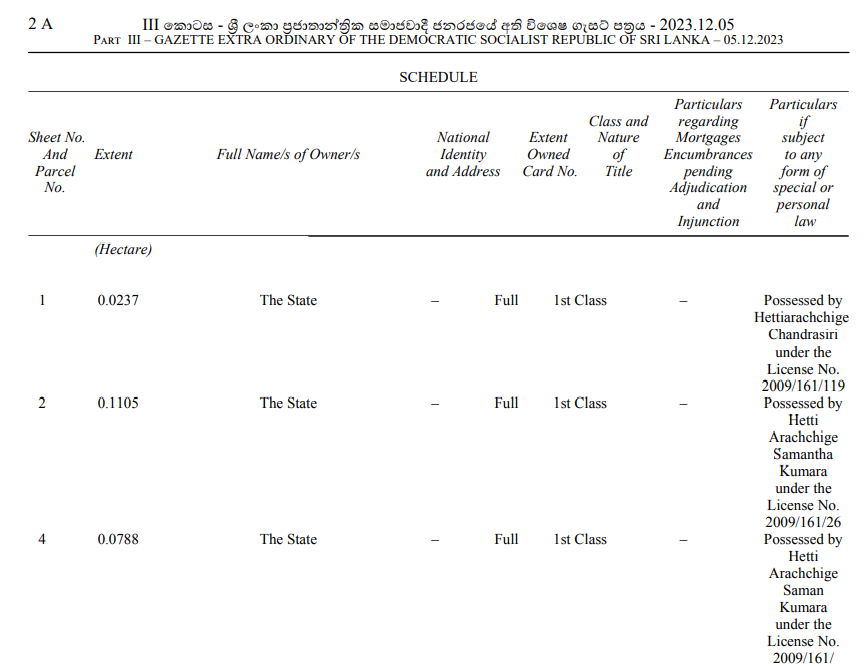 2 A
III කොටස - ශ්‍රී ලංකා ප්‍රජාතාන්ත්‍රික සමාජවාදී ජනරජයේ අති විශෙෂ ගැසට් පත්‍රය - 2023.12.05
PART III – GAZETTE EXTRA ORDINARY OF THE DEMOCRATIC SOCIALIST REPUBLIC OF SRI LANKA – 05.12.2023
SCHEDULE
Sheet No.
And
Parcel
No.
Extent
Full Name/s of Owner/s
National
Identity
and Address
Extent
Owned
Card No.
Class and
Nature
of
Title
Particulars
regarding
Mortgages
Encumbrances
pending
Adjudication
and
Injunction
Particulars
if
subject
to any
form of
special or
personal
law
(Hectare)
1 0.0237 The State – Full 1st Class – Possessed by
Hettiarachchige
Chandrasiri
under the
License No.
2009/161/119
2 0.1105 The State – Full 1st Class – Possessed by
Hetti
Arachchige
Samantha
Kumara
under the
License No.
2009/161/26
4 0.0788 The State – Full 1st Class – Possessed by
Hetti
Arachchige
Saman
Kumara
under the
License No.
2009/161/